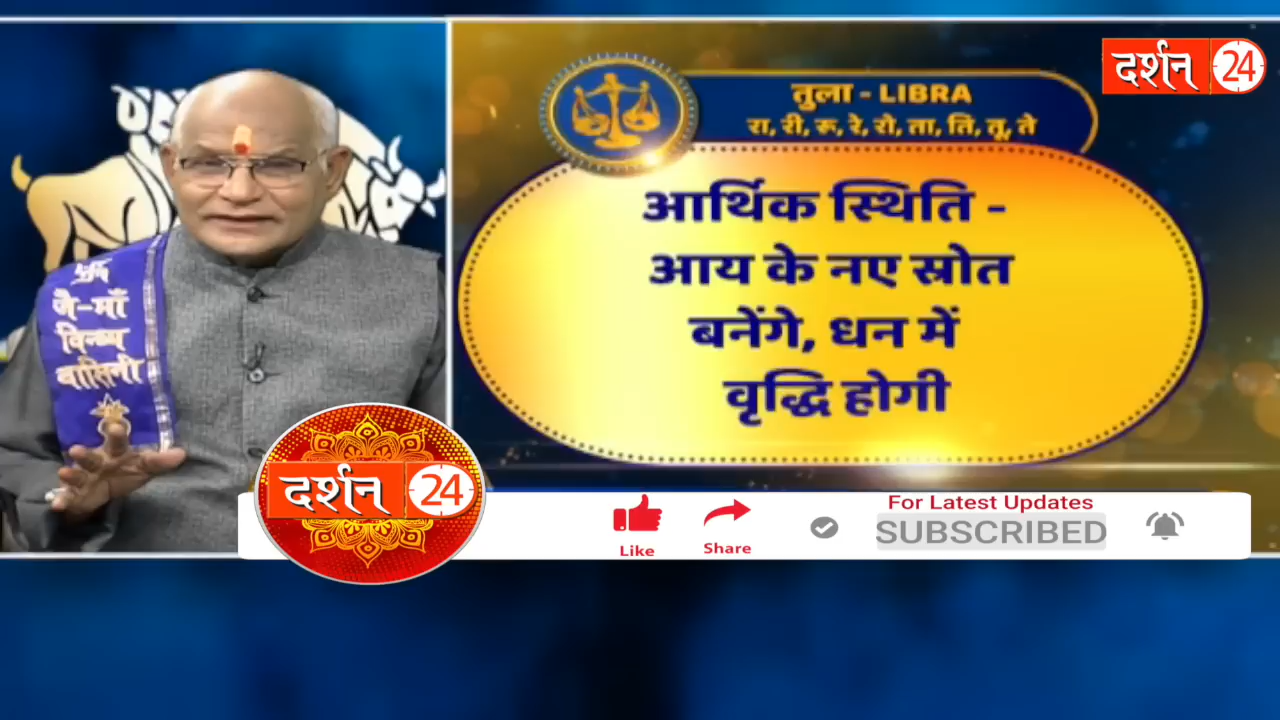 दर्शन 24
तुला - LIBRA
रा, री, रू, रे, रो, ता, ति, तू, ते
आर्थिक स्थिति -
आय के नए स्रोत
बनेंगे, धन में
वृद्धि होगी
जै-माँ
विन्ध्य
वासिनी
दर्शन 24
Like
Share
For Latest Updates
SUBSCRIBED